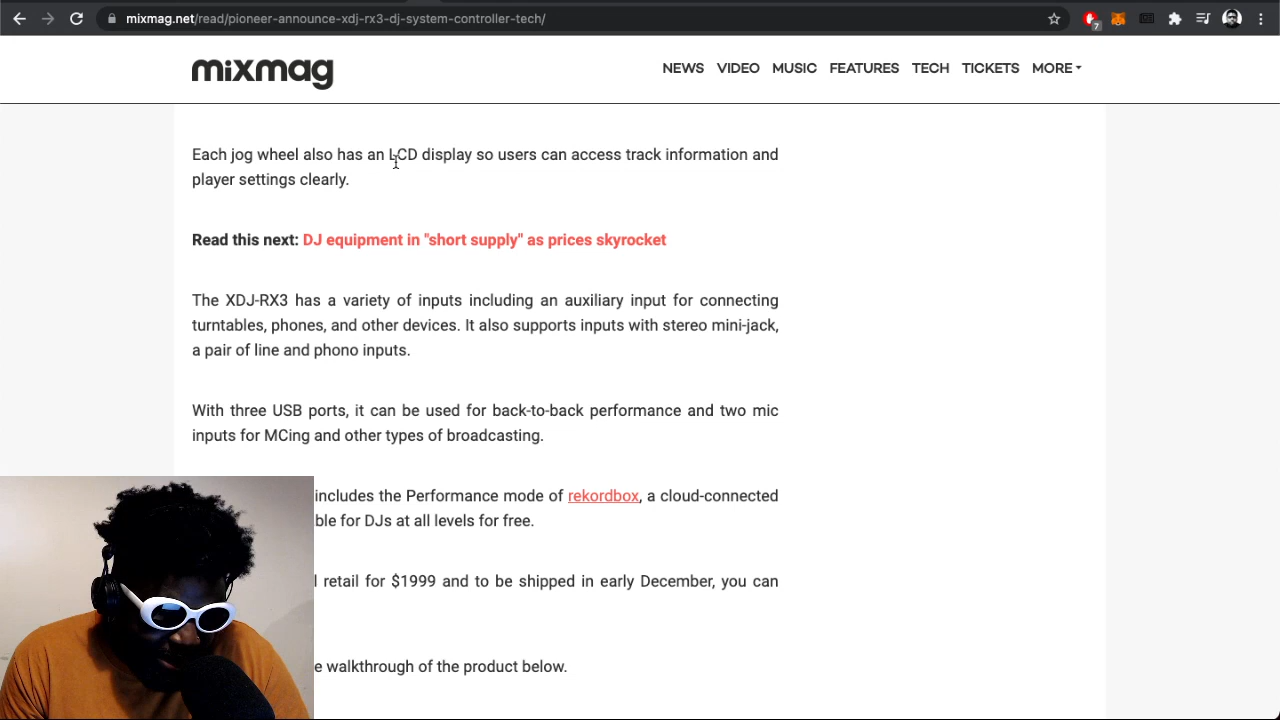 mixmag.net/read/pioneer-announce-xdj-rx3-dj-system-controller-tech/
7
mixmag
NEWS VIDEO MUSIC FEATURES TECH TICKETS MORE
Each jog wheel also has an LCD display so users can access track information and
player settings clearly.
Read this next: DJ equipment in "short supply" as prices skyrocket
The XDJ-RX3 has a variety of inputs including an auxiliary input for connecting
turntables, phones, and other devices. It also supports inputs with stereo mini-jack,
a pair of line and phono inputs.
With three USB ports, it can be used for back-to-back performance and two mic
inputs for MCing and other types of broadcasting.
includes the Performance mode of rekordbox, a cloud-connected
ble for DJs at all levels for free.
l retail for $1999 and to be shipped in early December, you can
e walkthrough of the product below.